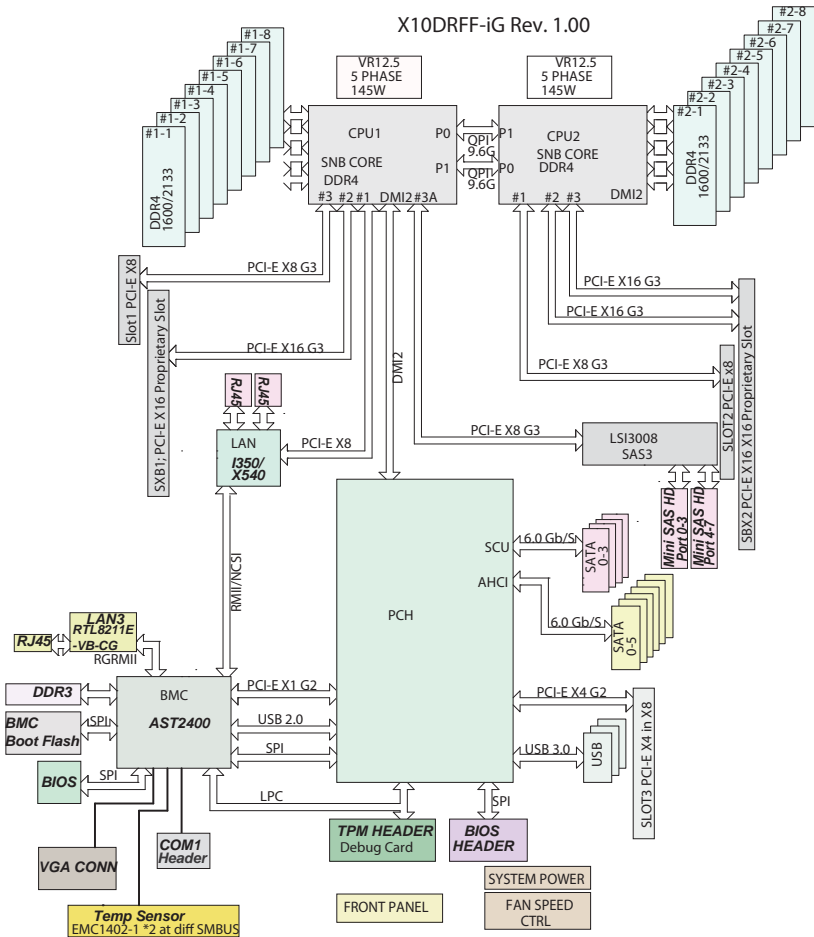 X10DRFF-iG Rev. 1.00
#1-8
#1-7
#1-6
#1-5
#1-4
#1-3
#1-2
#1-1
DDR4
1600/2133
VR12.5
5 PHASE
145W
VR12.5
5 PHASE
145W
#2-8
#2-7
#2-6
#2-5
#2-4
#2-3
#2-2
#2-1
DDR4
1600/2133
CPU1
P0
P1
SNB CORE
DDR4
#3 #2 #1 DMI2 #3A
QPI
9.6G
QPI
9.6G
P1
CPU2
P0
SNB CORE
DDR4
#1 #2 #3 DMI2
PCI-E X8 G3
Slot1 PCI-E X8
PCI-E X16 G3
SXB1; PCI-E X16 Proprietary Slot
DMI2
PCI-E X16 G3
PCI-E X16 G3
PCI-E X8 G3
SLOT2 PCI-E x8
SBX2 PCI-E X16 X16 Proprietary Slot
RJ45
RJ45
LAN
I350/
X540
PCI-E X8
PCI-E X8 G3
LSI3008
SAS3
Mini SAS HD
Port 0-3
Mini SAS HD
Port 4-7
RMII/NCSI
PCH
SCU
6.0 Gb/S
SATA
0-3
AHCI
6.0 Gb/S
SATA
0-5
LAN3
RTL8211E
-VB-CG
RJ45
RGRMII
DDR3
BMC
AST2400
PCI-E X1 G2
USB 2.0
SPI
BMC
Boot Flash
SPI
BIOS
SPI
LPC
PCI-E X4 G2
USB 3.0
USB
SLOT3 PCI-E X4 in X8
SPI
TPM HEADER
Debug Card
BIOS
HEADER
COM1
Header
VGA CONN
Temp Sensor
EMC1402-1 *2 at diff SMBUS
FRONT PANEL
SYSTEM POWER
FAN SPEED
CTRL